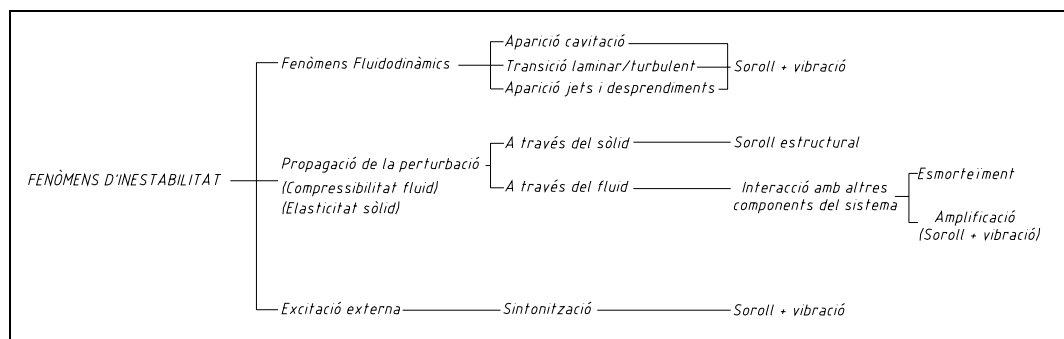 Aparició cavitació
Fenòmens Fluidodinàmics
Transició laminar/turbulent
Soroll + vibració
Aparició jets i desprendiments
A través del sòlid
Soroll estructural
Propagació de la perturbació
(Compressibilitat fluid)
(Elasticitat sòlid)
FENÒMENS D'INESTABILITAT
A través del fluid
Interacció amb altres
components del sistema
Esmorteïment
Amplificació
(Soroll + vibració)
Excitació externa
Sintonització
Soroll + vibració